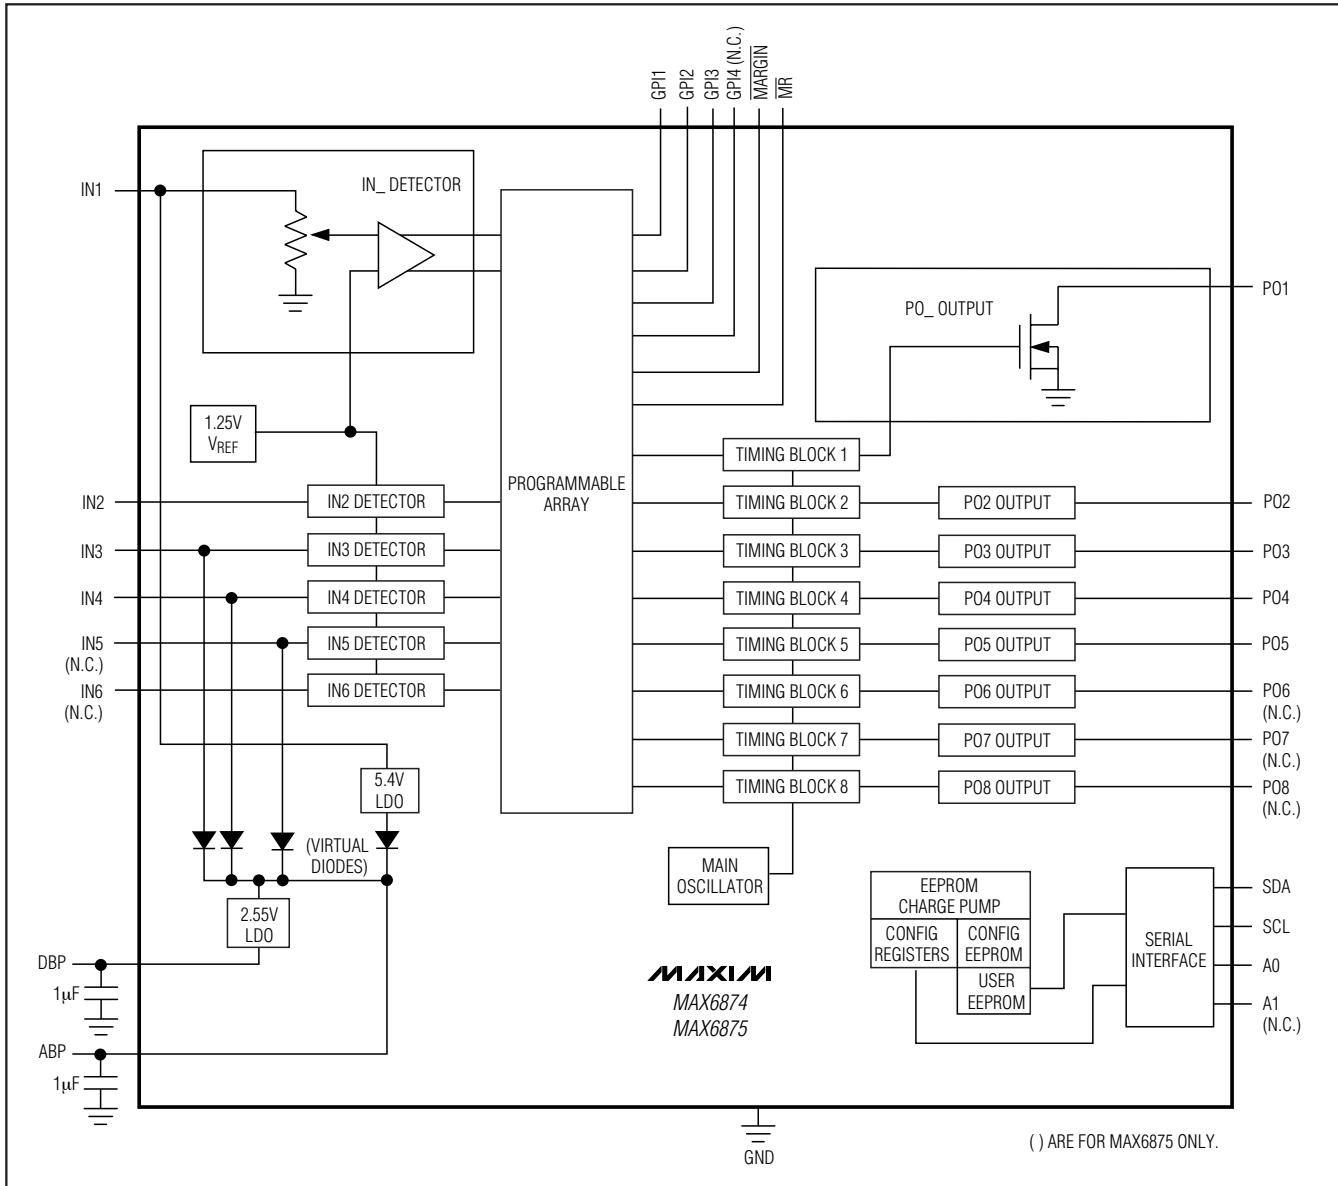 GPI1
GPI2
GPI3
GPI4 (N.C.)
MARGIN
MR
IN1
IN_ DETECTOR
PO_ OUTPUT
PO1
1.25V
VREF
PROGRAMMABLE
ARRAY
TIMING BLOCK 1
IN2
IN2 DETECTOR
TIMING BLOCK 2
PO2 OUTPUT
PO2
IN3
IN3 DETECTOR
TIMING BLOCK 3
PO3 OUTPUT
PO3
IN4
IN4 DETECTOR
TIMING BLOCK 4
PO4 OUTPUT
PO4
IN5
(N.C.)
IN5 DETECTOR
TIMING BLOCK 5
PO5 OUTPUT
PO5
IN6
(N.C.)
IN6 DETECTOR
TIMING BLOCK 6
PO6 OUTPUT
PO6
(N.C.)
TIMING BLOCK 7
PO7 OUTPUT
PO7
(N.C.)
5.4V
LDO
TIMING BLOCK 8
PO8 OUTPUT
PO8
(N.C.)
(VIRTUAL
DIODES)
MAIN
OSCILLATOR
2.55V
LDO
EEPROM
CHARGE PUMP
CONFIG
REGISTERS
CONFIG
EEPROM
USER
EEPROM
SERIAL
INTERFACE
SDA
SCL
A0
A1
(N.C.)
DBP
1µF
ABP
1µF
MAXIM
MAX6874
MAX6875
GND
( ) ARE FOR MAX6875 ONLY.